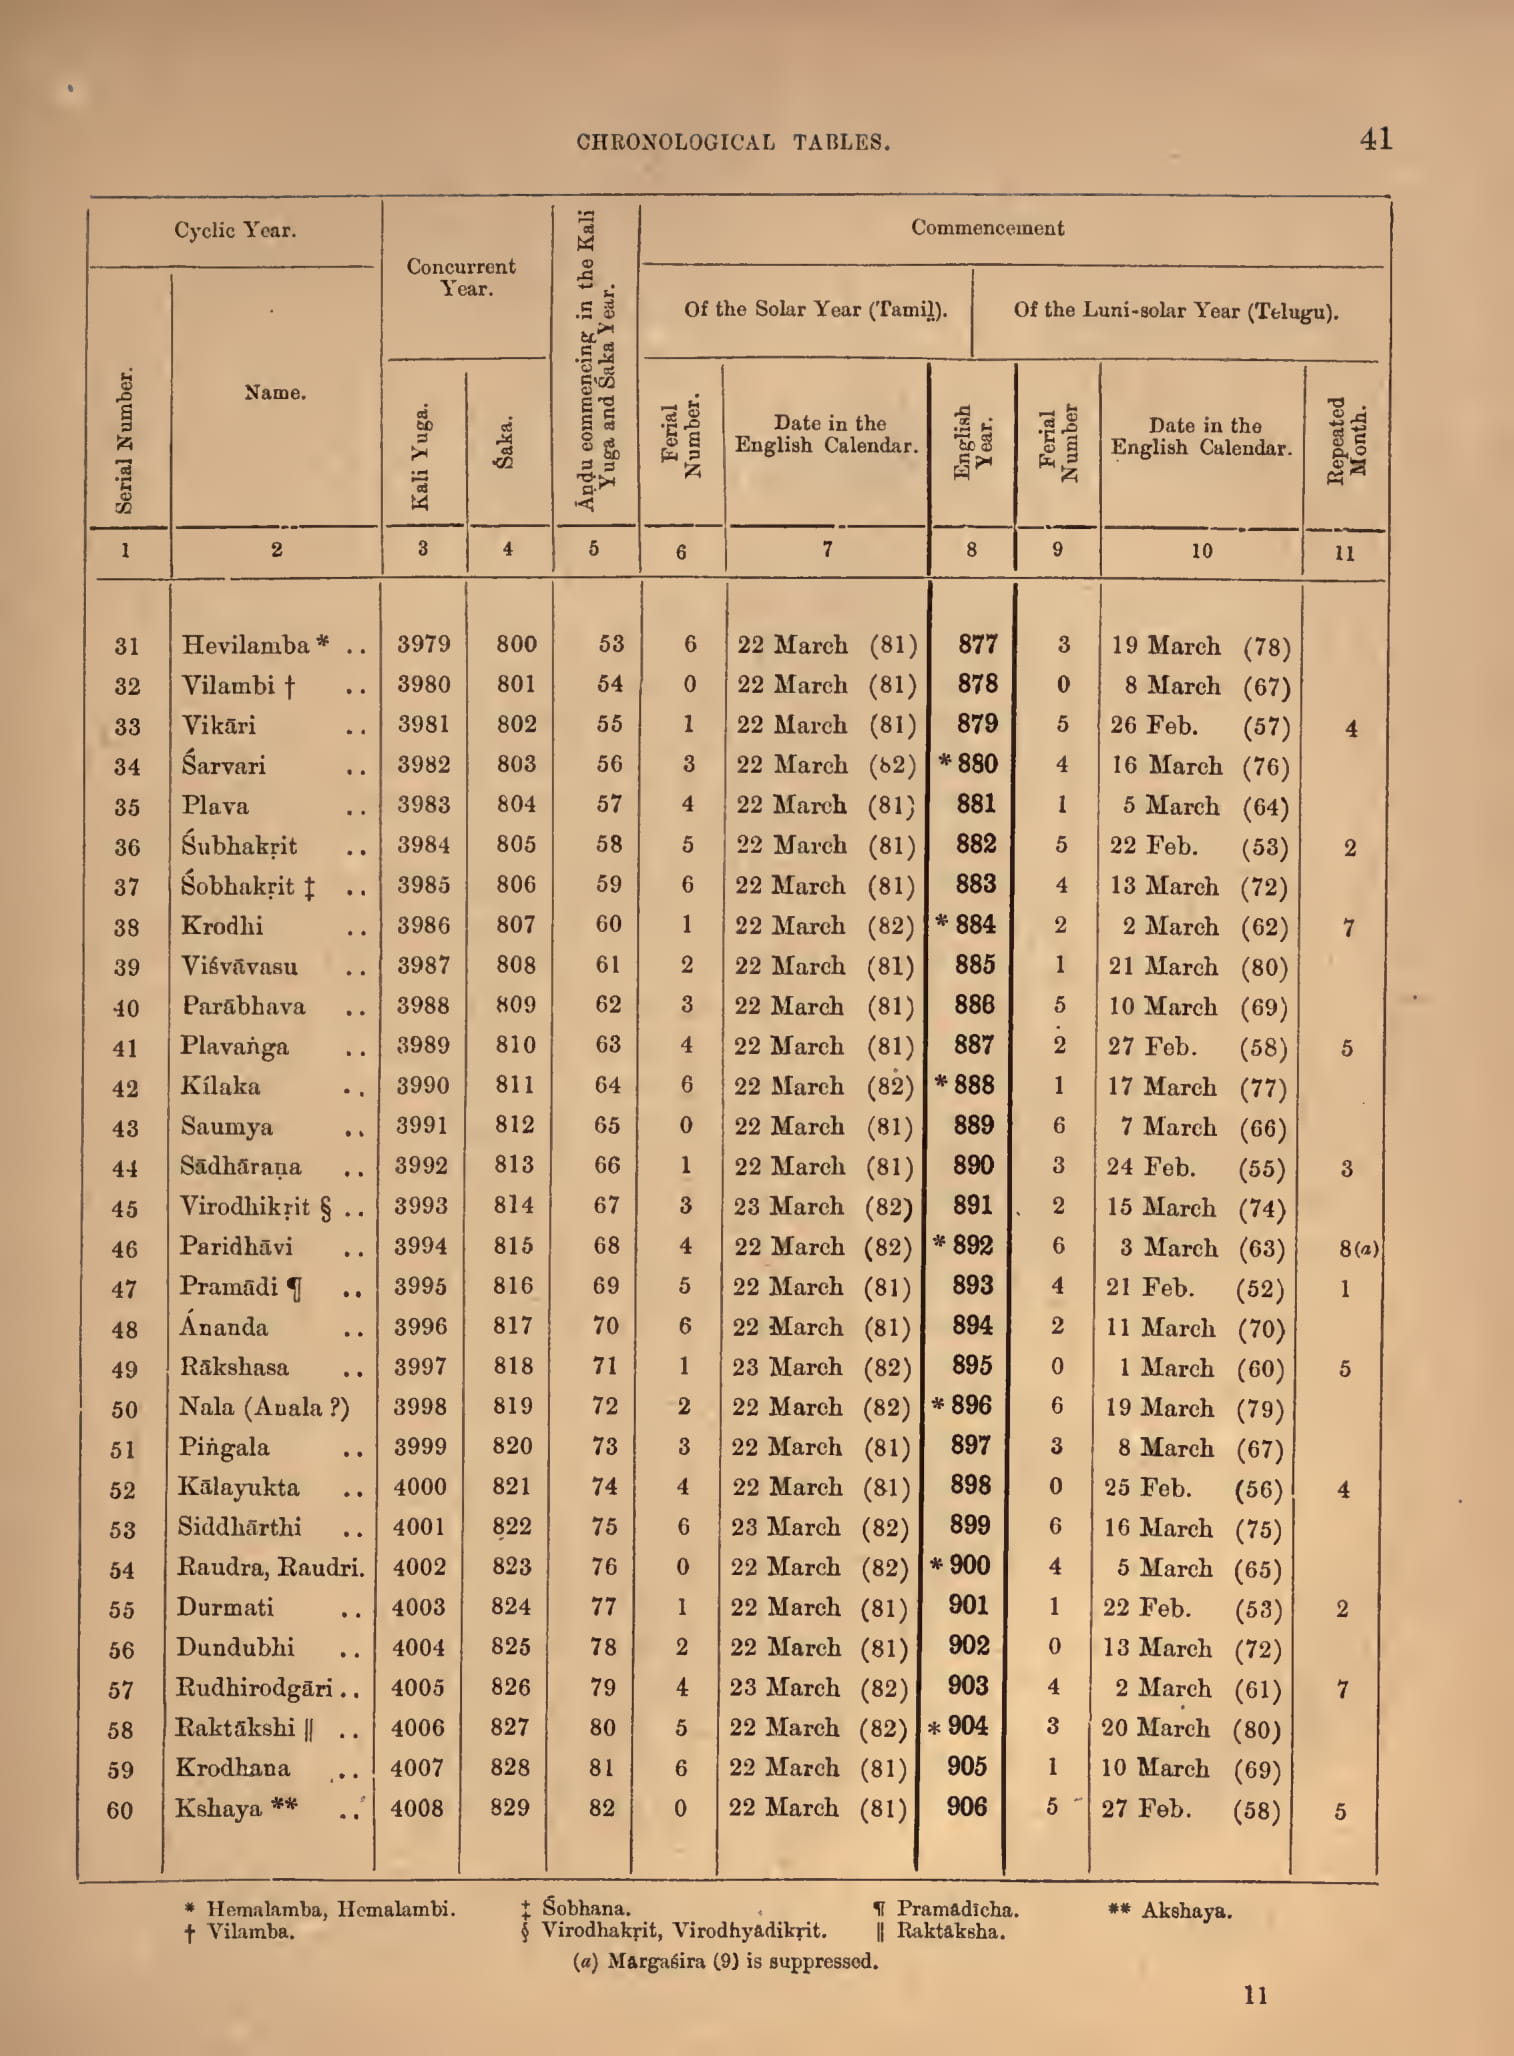 CHRONOLOGICAL TABLES. 41
Cyclic Year.
Concurrent
Year.
Āṇḍu commencing in the Kali
Yuga and Śaka Year.
Commencement
Of the Solar Year (Tamiḻ).
Of the Luni-solar Year (Telugu).
Serial Number.
Name.
Kali Yuga.
Śaka.
Ferial
Number.
Date in the
English Calendar.
English
Year.
Ferial
Number
Date in the
English Calendar.
Repeated
Month.
1 2 3 4 5 6 7 8 9 10 11
31 Hevilamba * .. 3979 800 53 6 22 March (81) 877 3 19 March (78)
32 Vilambi † .. 3980 801 54 0 22 March (81) 878 0 8 March (67)
33 Vikāri .. 3981 802 55 1 22 March (81) 879 5 26 Feb. (57) 4
34 Śarvari .. 3982 803 56 3 22 March (82) *880 4 16 March (76)
35 Plava .. 3983 804 57 4 22 March (81) 881 1 5 March (64)
36 Śubhakṛit .. 3984 805 58 5 22 March (81) 882 5 22 Feb. (53) 2
37 Śobhakṛit ‡ .. 3985 806 59 6 22 March (81) 883 4 13 March (72)
38 Krodhi .. 3986 807 60 1 22 March (82) *884 2 2 March (62) 7
39 Viśvāvasu .. 3987 808 61 2 22 March (81) 885 1 21 March (80)
40 Parābhava .. 3988 809 62 3 22 March (81) 886 5 10 March (69)
41 Plavaṅga .. 3989 810 63 4 22 March (81) 887 2 27 Feb. (58) 5
42 Kílaka .. 3990 811 64 6 22 March (82) *888 1 17 March (77)
43 Saumya .. 3991 812 65 0 22 March (81) 889 6 7 March (66)
44 Sādhāraṇa .. 3992 813 66 1 22 March (81) 890 3 24 Feb. (55) 3
45 Virodhikṛit § .. 3993 814 67 3 23 March (82) 891 2 15 March (74)
46 Paridhāvi .. 3994 815 68 4 22 March (82) *892 6 3 March (63) 8(a)
47 Pramādi ¶ .. 3995 816 69 5 22 March (81) 893 4 21 Feb. (52) 1
48 Ánanda .. 3996 817 70 6 22 March (81) 894 2 11 March (70)
49 Rākshasa .. 3997 818 71 1 23 March (82) 895 0 1 March (60) 5
50 Nala (Anala ?) 3998 819 72 2 22 March (82) *896 6 19 March (79)
51 Piṅgala .. 3999 820 73 3 22 March (81) 897 3 8 March (67)
52 Kālayukta .. 4000 821 74 4 22 March (81) 898 0 25 Feb. (56) 4
53 Siddhārthi .. 4001 822 75 6 23 March (82) 899 6 16 March (75)
54 Raudra, Raudri. 4002 823 76 0 22 March (82) *900 4 5 March (65)
55 Durmati .. 4003 824 77 1 22 March (81) 901 1 22 Feb. (53) 2
56 Dundubhi .. 4004 825 78 2 22 March (81) 902 0 13 March (72)
57 Rudhirodgāri .. 4005 826 79 4 23 March (82) 903 4 2 March (61) 7
58 Raktākshi ‖ .. 4006 827 80 5 22 March (82) *904 3 20 March (80)
59 Krodhana .. 4007 828 81 6 22 March (81) 905 1 10 March (69)
60 Kshaya ** .. 4008 829 82 0 22 March (81) 906 5 27 Feb. (58) 5
* Hemalamba, Hemalambi. ‡ Śobhana. ¶ Pramādīcha. ** Akshaya.
† Vilamba. § Virodhakṛit, Virodhyādikṛit. ‖ Raktāksha.
(a) Mārgaśira (9) is suppressed.
11